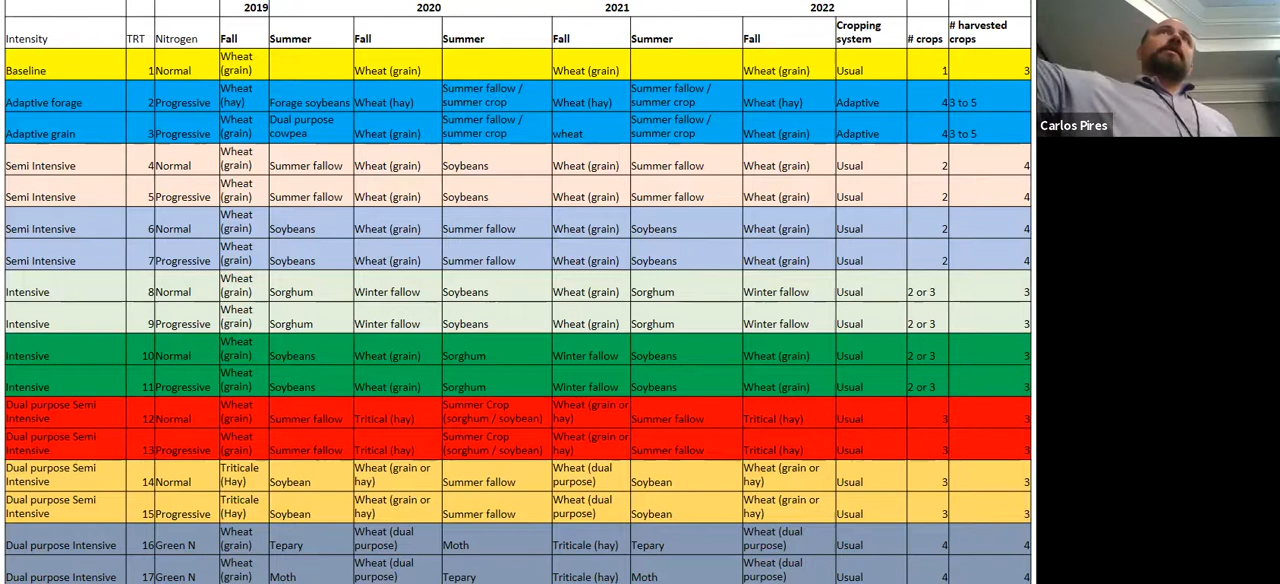 2019 2020 2021 2022
Intensity TRT Nitrogen Fall Summer Fall Summer Fall Summer Fall Cropping system # crops # harvested crops
Baseline 1 Normal Wheat (grain) Wheat (grain) Wheat (grain) Wheat (grain) Usual 1 3
Adaptive forage 2 Progressive Wheat (hay) Forage soybeans Wheat (hay) Summer fallow / summer crop Wheat (hay) Summer fallow / summer crop Wheat (hay) Adaptive 4 3 to 5
Adaptive grain 3 Progressive Wheat (grain) Dual purpose cowpea Wheat (grain) Summer fallow / summer crop wheat Summer fallow / summer crop Wheat (grain) Adaptive 4 3 to 5
Semi Intensive 4 Normal Wheat (grain) Summer fallow Wheat (grain) Soybeans Wheat (grain) Summer fallow Wheat (grain) Usual 2 4
Semi Intensive 5 Progressive Wheat (grain) Summer fallow Wheat (grain) Soybeans Wheat (grain) Summer fallow Wheat (grain) Usual 2 4
Semi Intensive 6 Normal Wheat (grain) Soybeans Wheat (grain) Summer fallow Wheat (grain) Soybeans Wheat (grain) Usual 2 4
Semi Intensive 7 Progressive Wheat (grain) Soybeans Wheat (grain) Summer fallow Wheat (grain) Soybeans Wheat (grain) Usual 2 4
Intensive 8 Normal Wheat (grain) Sorghum Winter fallow Soybeans Wheat (grain) Sorghum Winter fallow Usual 2 or 3 3
Intensive 9 Progressive Wheat (grain) Sorghum Winter fallow Soybeans Wheat (grain) Sorghum Winter fallow Usual 2 or 3 3
Intensive 10 Normal Wheat (grain) Soybeans Wheat (grain) Sorghum Winter fallow Soybeans Wheat (grain) Usual 2 or 3 3
Intensive 11 Progressive Wheat (grain) Soybeans Wheat (grain) Sorghum Winter fallow Soybeans Wheat (grain) Usual 2 or 3 3
Dual purpose Semi Intensive 12 Normal Wheat (grain) Summer fallow Tritical (hay) Summer Crop (sorghum / soybean) Wheat (grain or hay) Summer fallow Tritical (hay) Usual 3 3
Dual purpose Semi Intensive 13 Progressive Wheat (grain) Summer fallow Tritical (hay) Summer Crop (sorghum / soybean) Wheat (grain or hay) Summer fallow Tritical (hay) Usual 3 3
Dual purpose Semi Intensive 14 Normal Triticale (Hay) Soybean Wheat (grain or hay) Summer fallow Wheat (dual purpose) Soybean Wheat (grain or hay) Usual 3 3
Dual purpose Semi Intensive 15 Progressive Triticale (Hay) Soybean Wheat (grain or hay) Summer fallow Wheat (dual purpose) Soybean Wheat (grain or hay) Usual 3 3
Dual purpose Intensive 16 Green N Wheat (grain) Tepary Wheat (dual purpose) Moth Triticale (hay) Tepary Wheat (dual purpose) Usual 4 4
Dual purpose Intensive 17 Green N Wheat (grain) Moth Wheat (dual purpose) Tepary Triticale (hay) Moth Wheat (dual purpose) Usual 4 4
Carlos Pires